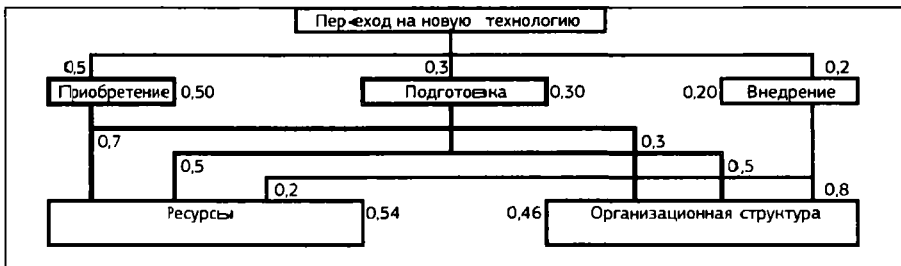 Переход на новую технологию
0,5 0,3 0,2
Приобретение 0,50 Подготовка 0,30 0,20 Внедрение
0,7 0,3
0,5 0,5
0,2 0,8
Ресурсы 0,54 0,46 Организационная структура